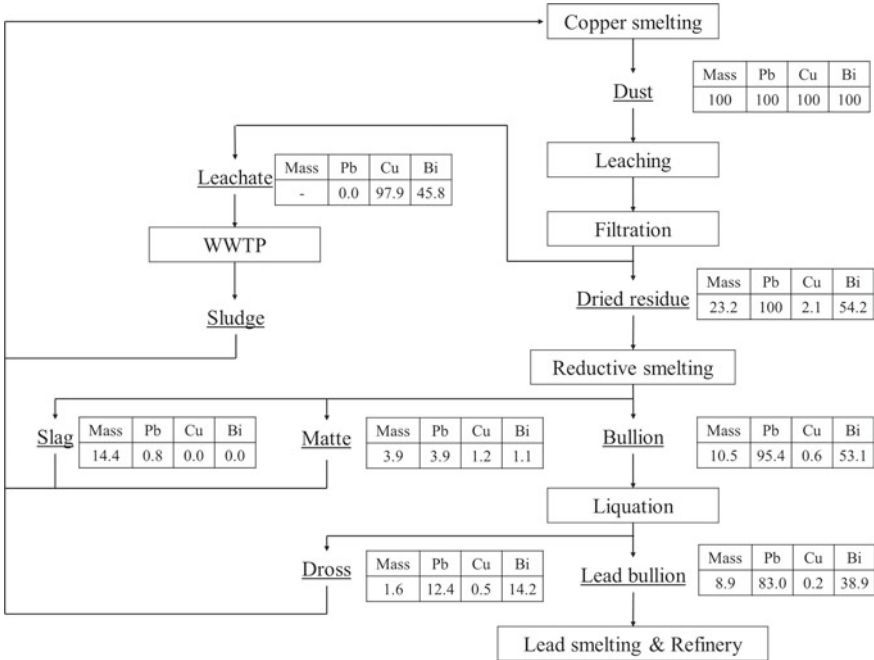 Copper smelting
Mass Pb Cu Bi
100 100 100 100
Dust
Leaching
Mass Pb Cu Bi
- 0.0 97.9 45.8
Leachate
Filtration
WWTP
Mass Pb Cu Bi
23.2 100 2.1 54.2
Dried residue
Sludge
Reductive smelting
Slag
Mass Pb Cu Bi
14.4 0.8 0.0 0.0
Matte
Mass Pb Cu Bi
3.9 3.9 1.2 1.1
Bullion
Mass Pb Cu Bi
10.5 95.4 0.6 53.1
Liquation
Dross
Mass Pb Cu Bi
1.6 12.4 0.5 14.2
Lead bullion
Mass Pb Cu Bi
8.9 83.0 0.2 38.9
Lead smelting & Refinery